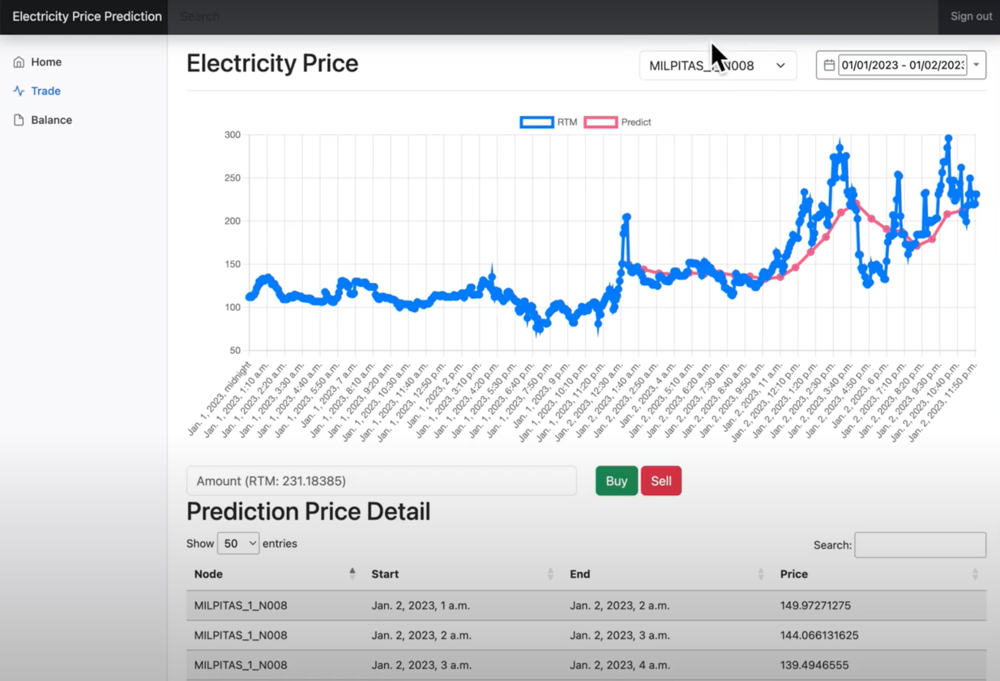 Electricity Price Prediction
Search
Sign out
Home
Trade
Balance
Electricity Price
MILPITAS_ N008
01/01/2023 - 01/02/202
RTM
Predict
300
250
200
150
100
50
Jan. 1, 2023, midnight
Jan. 1, 2023, 1:10 a.m.
Jan. 1, 2023, 2:20 a.m.
Jan. 1, 2023, 3:30 a.m.
Jan. 1, 2023, 4:40 a.m.
Jan. 1, 2023, 5:50 a.m.
Jan. 1, 2023, 7 a.m.
Jan. 1, 2023, 8:10 a.m.
Jan. 1, 2023, 9:20 a.m.
Jan. 1, 2023, 10:30 a.m.
Jan. 1, 2023, 11:40 a.m.
Jan. 1, 2023, 12:50 p.m.
Jan. 1, 2023, 2 p.m.
Jan. 1, 2023, 3:10 p.m.
Jan. 1, 2023, 4:20 p.m.
Jan. 1, 2023, 5:30 p.m.
Jan. 1, 2023, 6:40 p.m.
Jan. 1, 2023, 7:50 p.m.
Jan. 1, 2023, 9 p.m.
Jan. 1, 2023, 10:10 p.m.
Jan. 1, 2023, 11:20 p.m.
Jan. 2, 2023, 12:30 a.m.
Jan. 2, 2023, 1:40 a.m.
Jan. 2, 2023, 2:50 a.m.
Jan. 2, 2023, 4 a.m.
Jan. 2, 2023, 5:10 a.m.
Jan. 2, 2023, 6:20 a.m.
Jan. 2, 2023, 7:30 a.m.
Jan. 2, 2023, 8:40 a.m.
Jan. 2, 2023, 9:50 a.m.
Jan. 2, 2023, 11 a.m.
Jan. 2, 2023, 12:10 p.m.
Jan. 2, 2023, 1:20 p.m.
Jan. 2, 2023, 2:30 p.m.
Jan. 2, 2023, 3:40 p.m.
Jan. 2, 2023, 4:50 p.m.
Jan. 2, 2023, 6 p.m.
Jan. 2, 2023, 7:10 p.m.
Jan. 2, 2023, 8:20 p.m.
Jan. 2, 2023, 9:30 p.m.
Jan. 2, 2023, 10:40 p.m.
Jan. 2, 2023, 11:50 p.m.
Amount (RTM: 231.18385)
Buy
Sell
Prediction Price Detail
Show 50 entries
Search:
Node Start End Price
MILPITAS_1_N008 Jan. 2, 2023, 1 a.m. Jan. 2, 2023, 2 a.m. 149.97271275
MILPITAS_1_N008 Jan. 2, 2023, 2 a.m. Jan. 2, 2023, 3 a.m. 144.066131625
MILPITAS_1_N008 Jan. 2, 2023, 3 a.m. Jan. 2, 2023, 4 a.m. 139.4946555